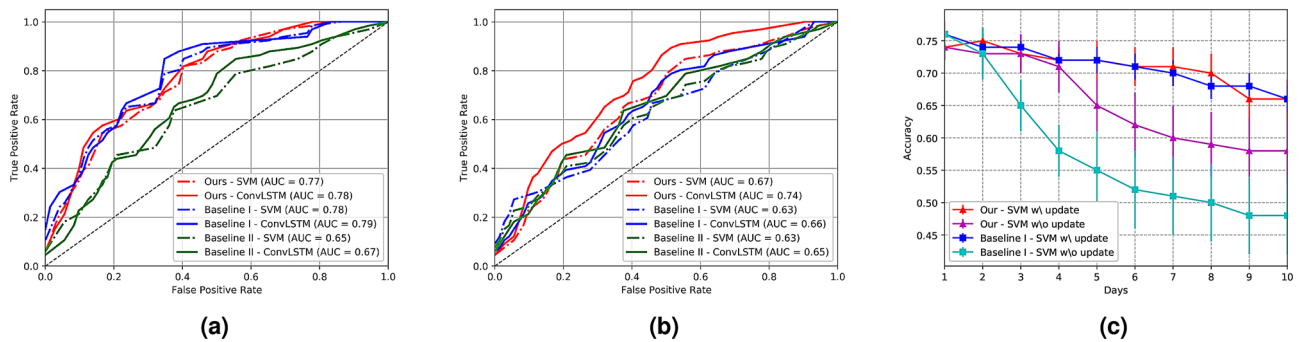 1.0
0.8
0.6
0.4
0.2
0.0
True Positive Rate
0.0 0.2 0.4 0.6 0.8 1.0
False Positive Rate
Ours - SVM (AUC = 0.77)
Ours - ConvLSTM (AUC = 0.78)
Baseline I - SVM (AUC = 0.78)
Baseline I - ConvLSTM (AUC = 0.79)
Baseline II - SVM (AUC = 0.65)
Baseline II - ConvLSTM (AUC = 0.67)
(a)
1.0
0.8
0.6
0.4
0.2
0.0
True Positive Rate
0.0 0.2 0.4 0.6 0.8 1.0
False Positive Rate
Ours - SVM (AUC = 0.67)
Ours - ConvLSTM (AUC = 0.74)
Baseline I - SVM (AUC = 0.63)
Baseline I - ConvLSTM (AUC = 0.66)
Baseline II - SVM (AUC = 0.63)
Baseline II - ConvLSTM (AUC = 0.65)
(b)
0.75
0.70
0.65
0.60
0.55
0.50
0.45
Accuracy
1 2 3 4 5 6 7 8 9 10
Days
Our - SVM w\ update
Our - SVM w\o update
Baseline I - SVM w\ update
Baseline I - SVM w\o update
(c)